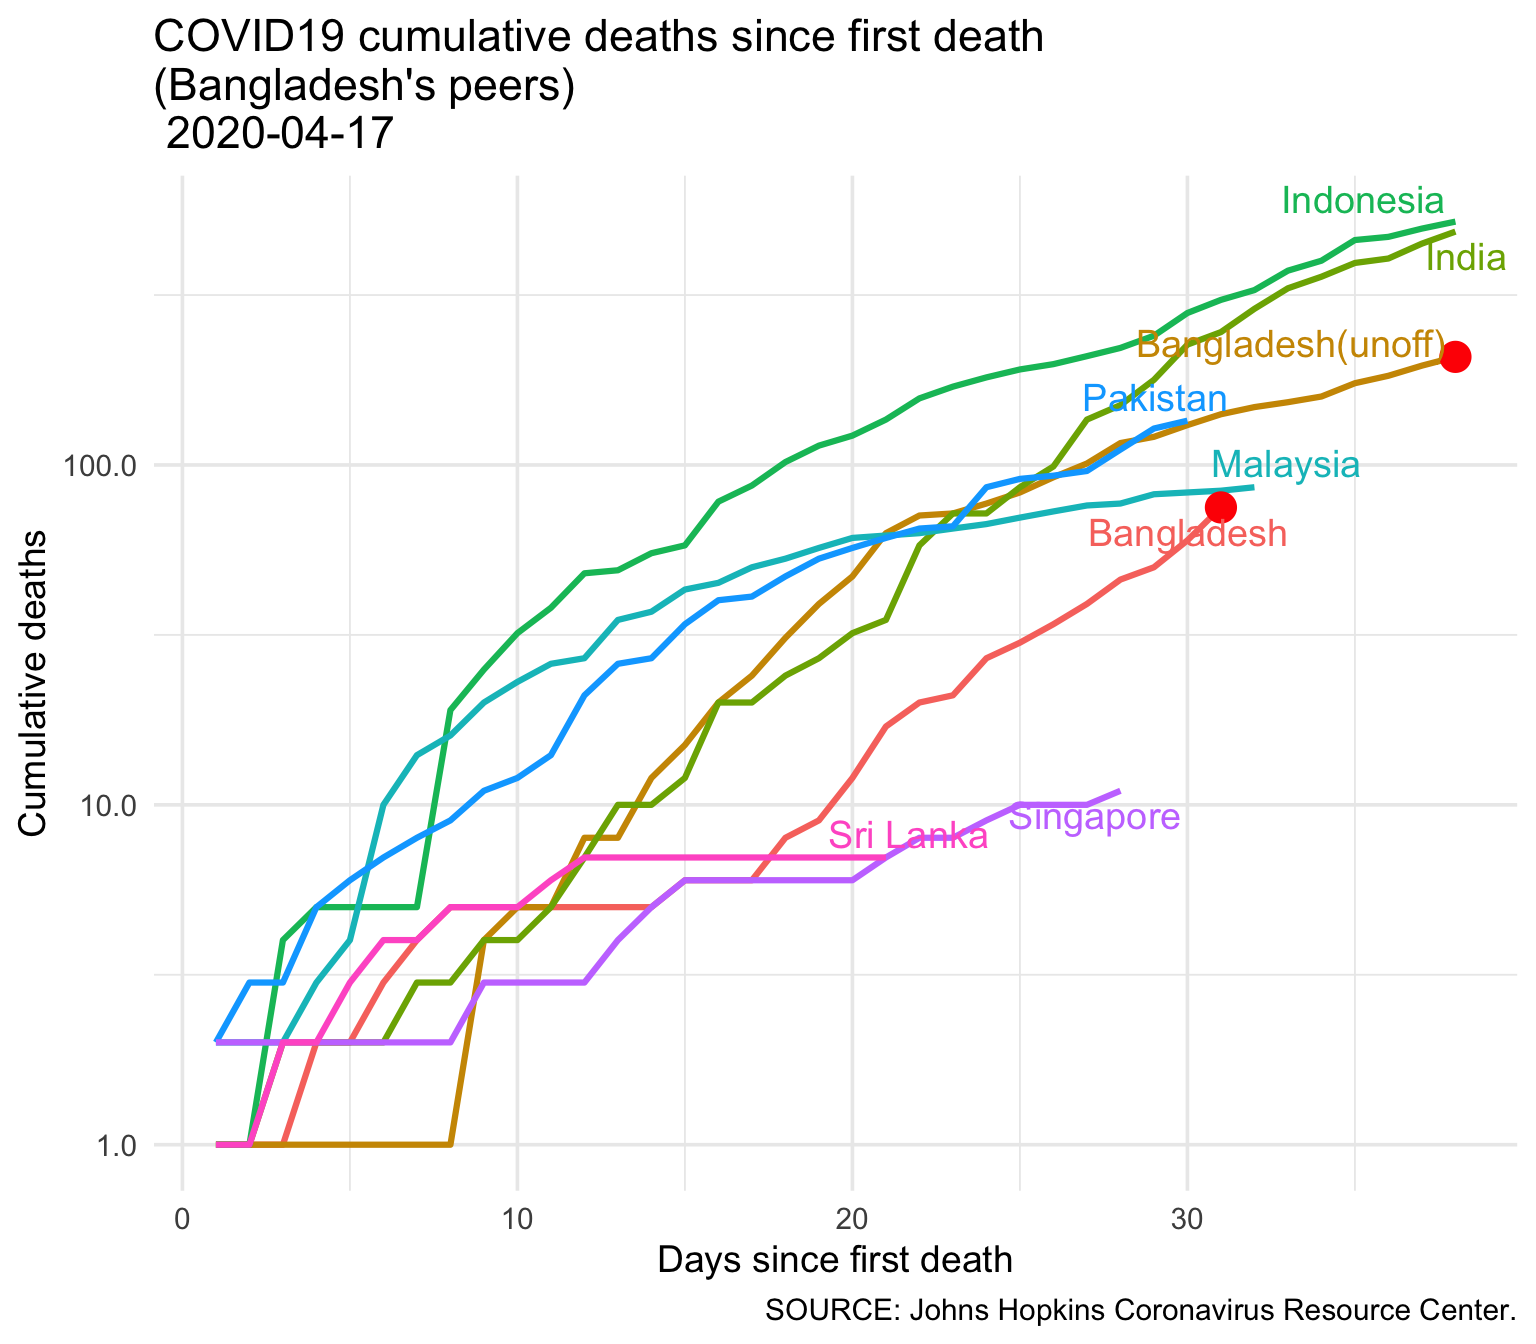 COVID19 cumulative deaths since first death
(Bangladesh's peers)
2020-04-17
Indonesia
India
Bangladesh(unoff)
Pakistan
Malaysia
Bangladesh
Singapore
Sri Lanka
Cumulative deaths
100.0
10.0
1.0
0 10 20 30
Days since first death
SOURCE: Johns Hopkins Coronavirus Resource Center.